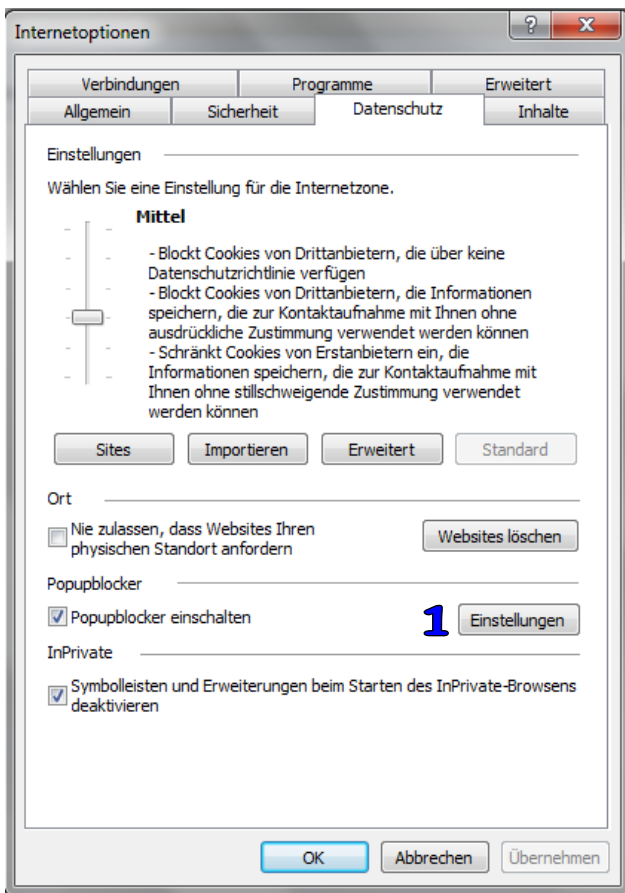 Internetoptionen
?
X
Verbindungen
Programme
Erweitert
Allgemein
Sicherheit
Datenschutz
Inhalte
Einstellungen
Wählen Sie eine Einstellung für die Internetzone.
Mittel
- Blockt Cookies von Drittanbietern, die über keine
Datenschutzrichtlinie verfügen
- Blockt Cookies von Drittanbietern, die Informationen
speichern, die zur Kontaktaufnahme mit Ihnen ohne
ausdrückliche Zustimmung verwendet werden können
- Schränkt Cookies von Erstanbietern ein, die
Informationen speichern, die zur Kontaktaufnahme mit
Ihnen ohne stillschweigende Zustimmung verwendet
werden können
Sites
Importieren
Erweitert
Standard
Ort
Nie zulassen, dass Websites Ihren
physischen Standort anfordern
Websites löschen
Popupblocker
Popupblocker einschalten
1
Einstellungen
InPrivate
Symbolleisten und Erweiterungen beim Starten des InPrivate-Browsens
deaktivieren
OK
Abbrechen
Übernehmen